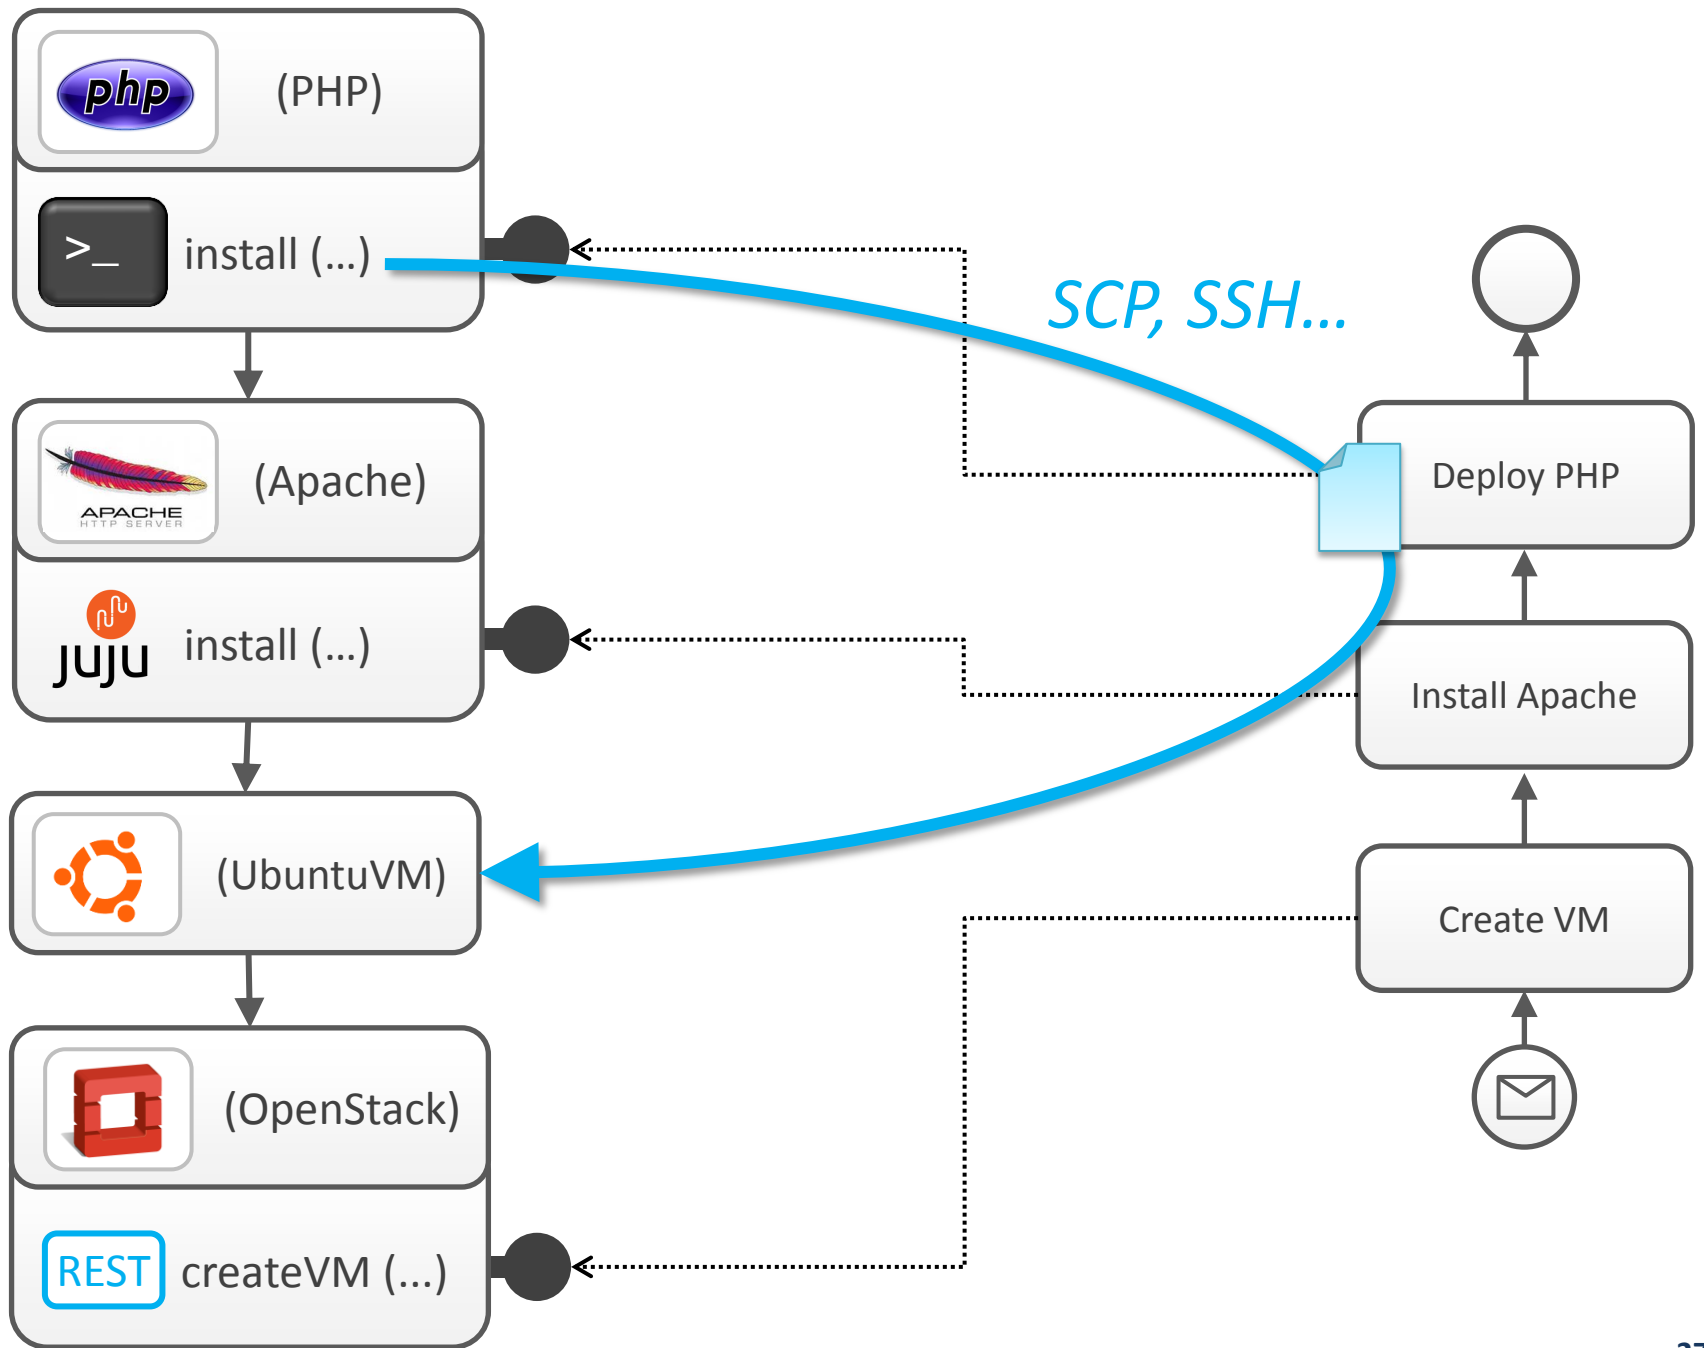 php
(PHP)
>_
install (...)
SCP, SSH...
(Apache)
APACHE
HTTP SERVER
Deploy PHP
juju
install (...)
Install Apache
(UbuntuVM)
Create VM
(OpenStack)
REST
createVM (...)